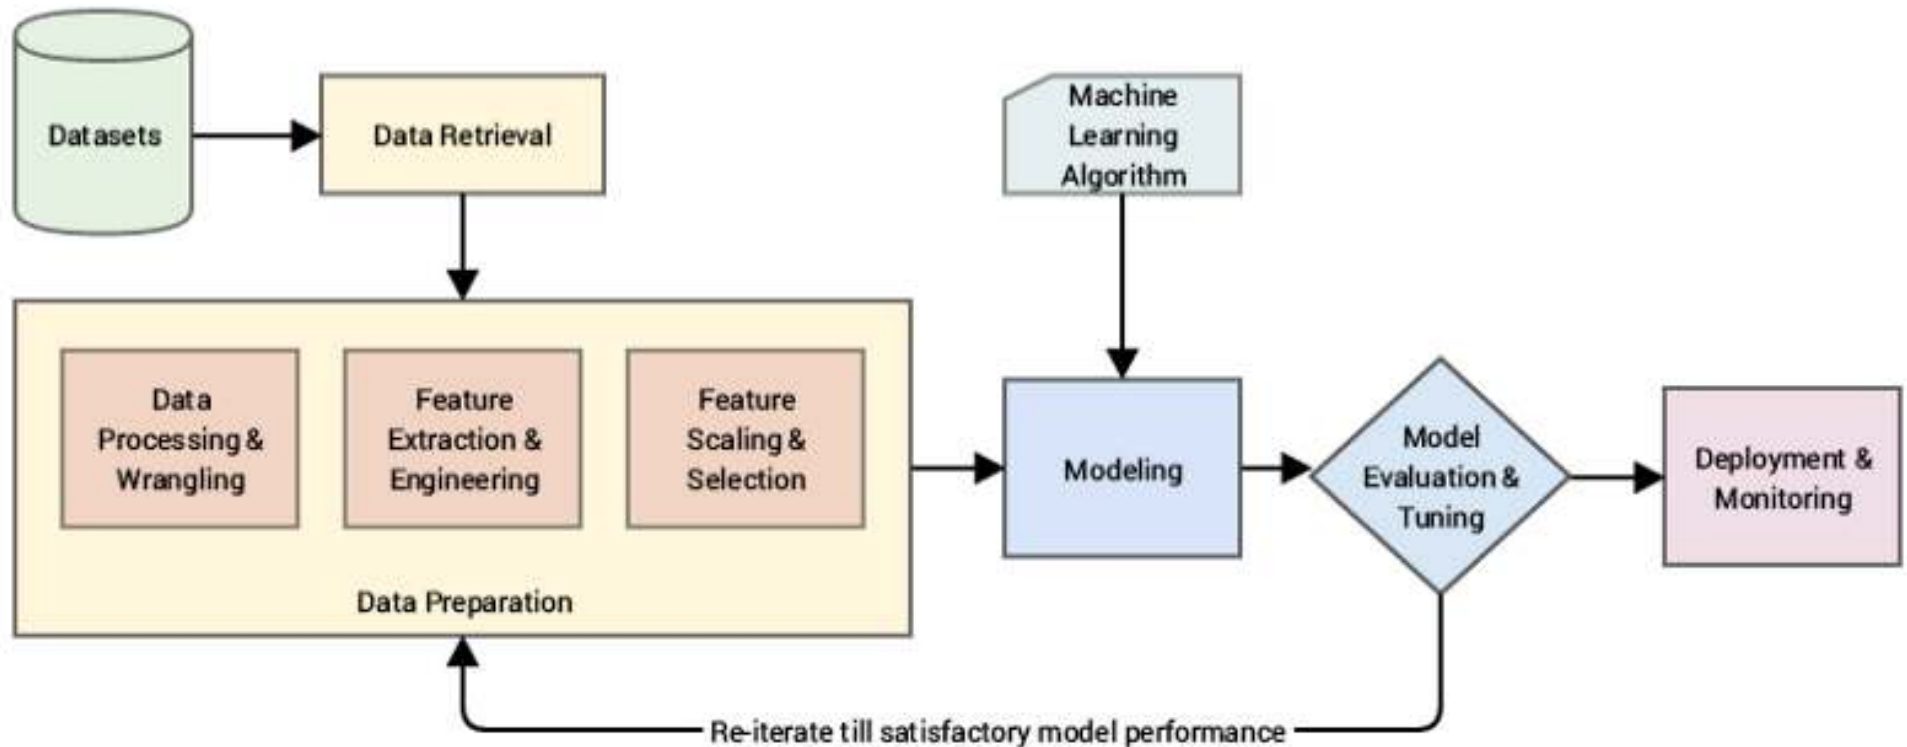 Datasets
Data Retrieval
Machine
Learning
Algorithm
Data
Processing &
Wrangling
Feature
Extraction &
Engineering
Feature
Scaling &
Selection
Data Preparation
Modeling
Model
Evaluation &
Tuning
Deployment &
Monitoring
Re-iterate till satisfactory model performance